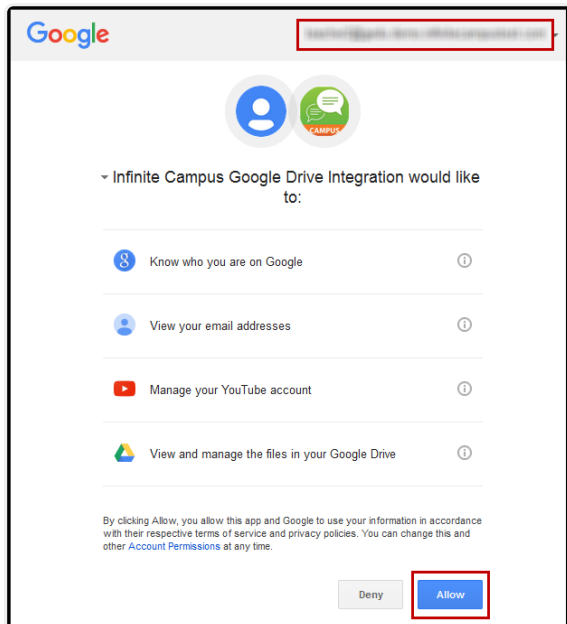 Google
CAMPUS
Infinite Campus Google Drive Integration would like
to:
8
Know who you are on Google
View your email addresses
Manage your YouTube account
View and manage the files in your Google Drive
By clicking Allow, you allow this app and Google to use your information in accordance
with their respective terms of service and privacy policies. You can change this and
other Account Permissions at any time.
Deny Allow